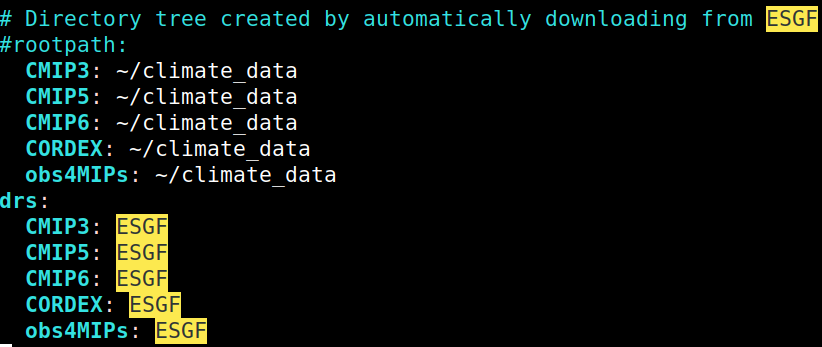 # Directory tree created by automatically downloading from ESGF
#rootpath:
  CMIP3: ~/climate_data
  CMIP5: ~/climate_data
  CMIP6: ~/climate_data
  CORDEX: ~/climate_data
  obs4MIPs: ~/climate_data
drs:
  CMIP3: ESGF
  CMIP5: ESGF
  CMIP6: ESGF
  CORDEX: ESGF
  obs4MIPs: ESGF